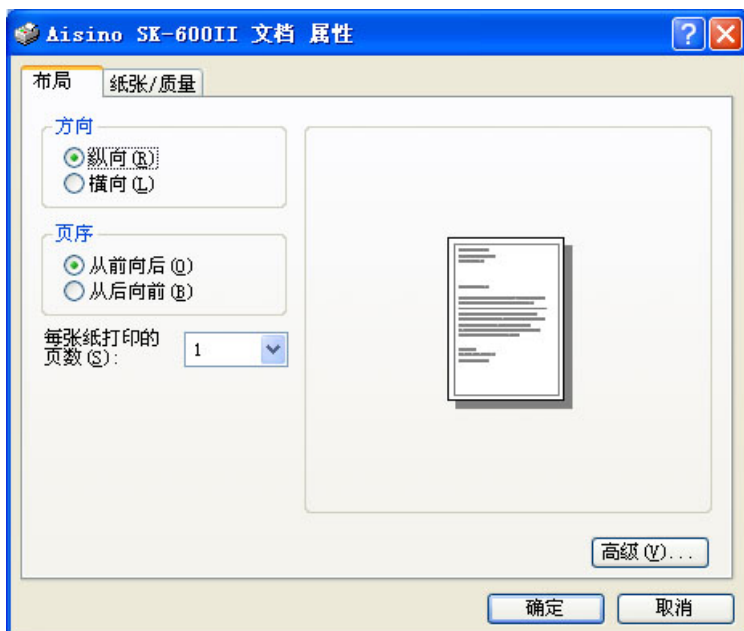 Aisino SK-600II 文档 属性
布局
纸张/质量
方向
纵向(R)
横向(L)
页序
从前向后(O)
从后向前(B)
每张纸打印的
页数(S):
1
高级(V)...
确定
取消